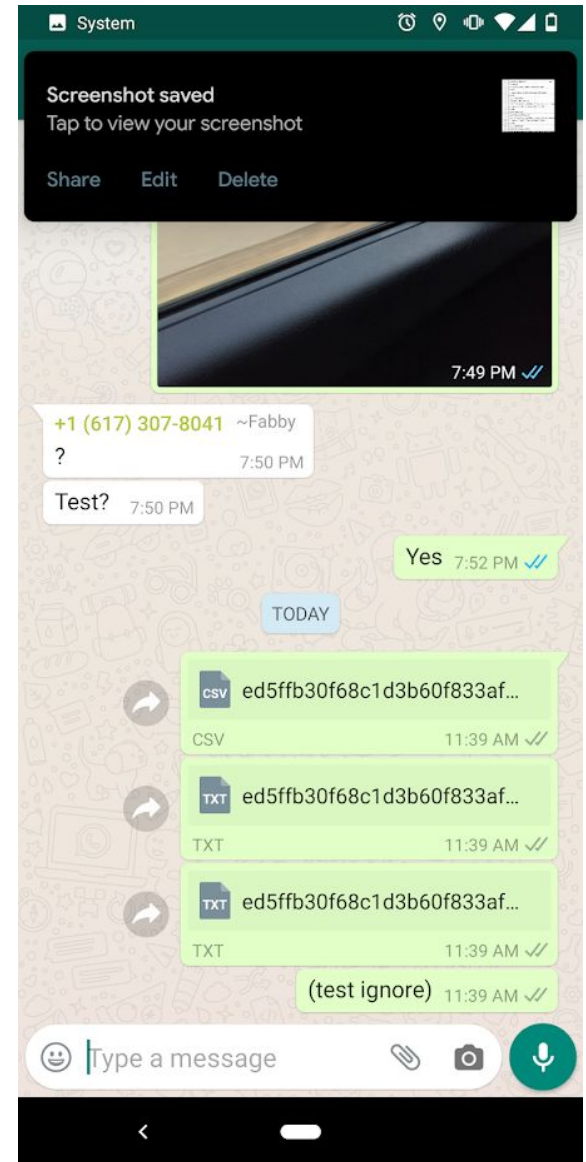 System
Screenshot saved
Tap to view your screenshot
Share Edit Delete
7:49 PM
+1 (617) 307-8041 ~Fabby
?
7:50 PM
Test? 7:50 PM
Yes 7:52 PM
TODAY
CSV ed5ffb30f68c1d3b60f833af...
CSV 11:39 AM
TXT ed5ffb30f68c1d3b60f833af...
TXT 11:39 AM
TXT ed5ffb30f68c1d3b60f833af...
TXT 11:39 AM
(test ignore) 11:39 AM
Type a message